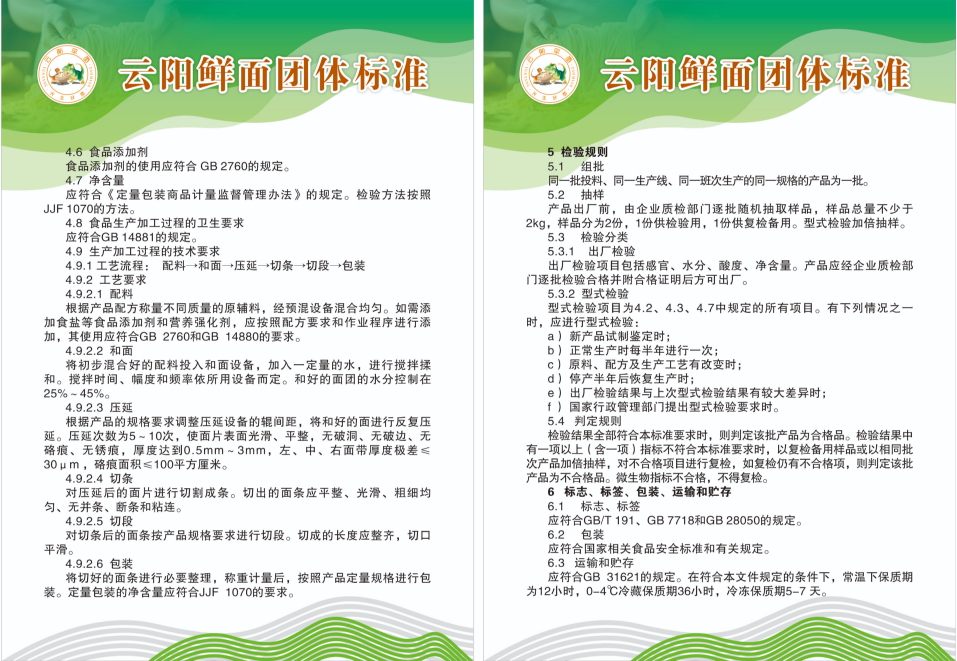 云阳鲜面团体标准
4.6 食品添加剂
食品添加剂的使用应符合 GB 2760的规定。
4.7 净含量
应符合《定量包装商品计量监督管理办法》的规定。检验方法按照
JJF 1070的方法。
4.8 食品生产加工过程的卫生要求
应符合GB 14881的规定。
4.9 生产加工过程的技术要求
4.9.1 工艺流程： 配料→和面→压延→切条→切段→包装
4.9.2 工艺要求
4.9.2.1 配料
根据产品配方称量不同质量的原辅料，经预混设备混合均匀。如需添
加食盐等食品添加剂和营养强化剂，应按照配方要求和作业程序进行添
加，其使用应符合GB 2760和GB 14880的要求。
4.9.2.2 和面
将初步混合好的配料投入和面设备，加入一定量的水，进行搅拌揉
和。搅拌时间、幅度和频率依所用设备而定。和好的面团的水分控制在
25%～45%。
4.9.2.3 压延
根据产品的规格要求调整压延设备的辊间距，将和好的面进行反复压
延。压延次数为5～10次，使面片表面光滑、平整，无破洞、无破边、无
硌痕、无锈痕，厚度达到0.5mm～3mm，左、中、右面带厚度极差≤
30μm，硌痕面积≤100平方厘米。
4.9.2.4 切条
对压延后的面片进行切割成条。切出的面条应平整、光滑、粗细均
匀、无并条、断条和粘连。
4.9.2.5 切段
对切条后的面条按产品规格要求进行切段。切成的长度应整齐，切口
平滑。
4.9.2.6 包装
将切好的面条进行必要整理，称重计量后，按照产品定量规格进行包
装。定量包装的净含量应符合JJF 1070的要求。
云阳鲜面团体标准
5 检验规则
5.1 组批
同一批投料、同一生产线、同一班次生产的同一规格的产品为一批。
5.2 抽样
产品出厂前，由企业质检部门逐批随机抽取样品，样品总量不少于
2kg，样品分为2份，1份供检验用，1份供复检备用。型式检验加倍抽样。
5.3 检验分类
5.3.1 出厂检验
出厂检验项目包括感官、水分、酸度、净含量。产品应经企业质检部
门逐批检验合格并附合格证明后方可出厂。
5.3.2 型式检验
型式检验项目为4.2、4.3、4.7中规定的所有项目。有下列情况之一
时，应进行型式检验：
a）新产品试制鉴定时；
b）正常生产时每半年进行一次；
c）原料、配方及生产工艺有改变时；
d）停产半年后恢复生产时；
e）出厂检验结果与上次型式检验结果有较大差异时；
f ）国家行政管理部门提出型式检验要求时。
5.4 判定规则
检验结果全部符合本标准要求时，则判定该批产品为合格品。检验结果中
有一项以上（含一项）指标不符合本标准要求时，以复检备用样品或以相同批
次产品加倍抽样，对不合格项目进行复检，如复检仍有不合格项，则判定该批
产品为不合格品。微生物指标不合格，不得复检。
6 标志、标签、包装、运输和贮存
6.1 标志、标签
应符合GB/T 191、GB 7718和GB 28050的规定。
6.2 包装
应符合国家相关食品安全标准和有关规定。
6.3 运输和贮存
应符合GB 31621的规定。在符合本文件规定的条件下，常温下保质期
为12小时，0-4℃冷藏保质期36小时，冷冻保质期5-7 天。